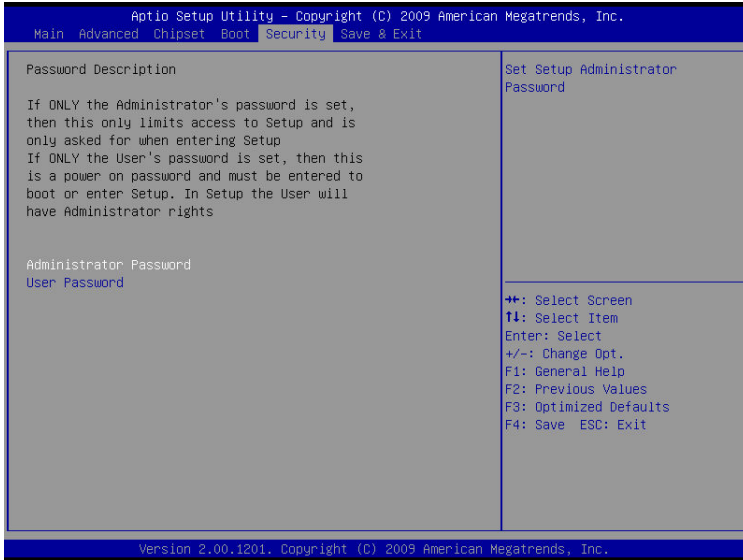 Aptio Setup Utility – Copyright (C) 2009 American Megatrends, Inc.
Main Advanced Chipset Boot Security Save & Exit
Password Description
If ONLY the Administrator's password is set,
then this only limits access to Setup and is
only asked for when entering Setup
If ONLY the User's password is set, then this
is a power on password and must be entered to
boot or enter Setup. In Setup the User will
have Administrator rights
Administrator Password
User Password
Set Setup Administrator
Password
→←: Select Screen
↑↓: Select Item
Enter: Select
+/-: Change Opt.
F1: General Help
F2: Previous Values
F3: Optimized Defaults
F4: Save ESC: Exit
Version 2.00.1201. Copyright (C) 2009 American Megatrends, Inc.